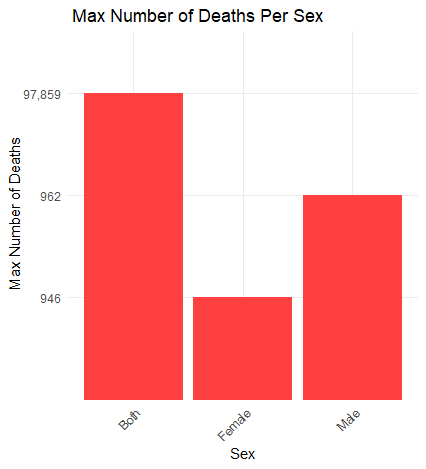 Max Number of Deaths Per Sex
Max Number of Deaths
97,859
962
946
Both
Female
Male
Sex